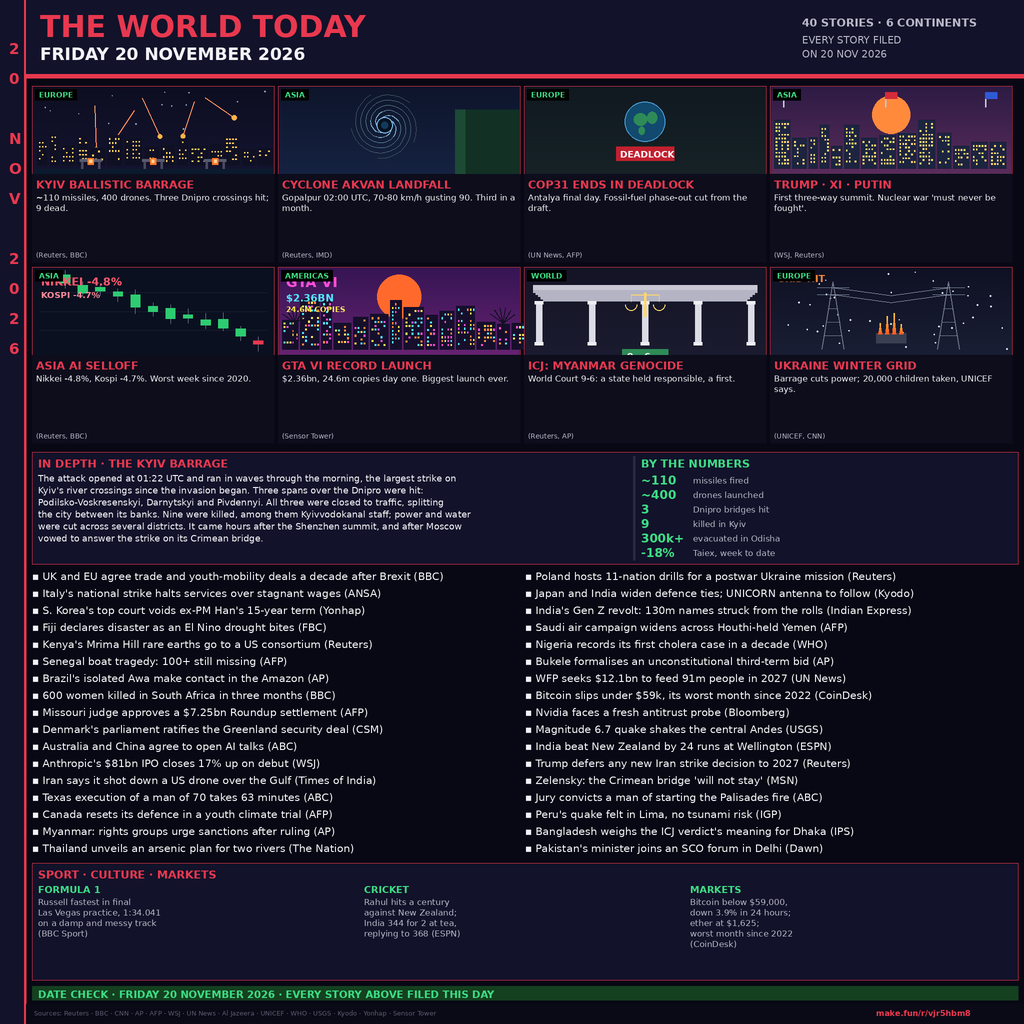 THE WORLD TODAY
FRIDAY 20 NOVEMBER 2026
40 STORIES · 6 CONTINENTS
EVERY STORY FILED
ON 20 NOV 2026
2
0
N
O
V
2
0
2
6
EUROPE
KYIV BALLISTIC BARRAGE
~110 missiles, 400 drones. Three Dnipro crossings hit;
9 dead.
(Reuters, BBC)
ASIA
CYCLONE AKVAN LANDFALL
Gopalpur 02:00 UTC, 70-80 km/h gusting 90. Third in a
month.
(Reuters, IMD)
EUROPE
DEADLOCK
COP31 ENDS IN DEADLOCK
Antalya final day. Fossil-fuel phase-out cut from the
draft.
(UN News, AFP)
ASIA
TRUMP · XI · PUTIN
First three-way summit. Nuclear war 'must never be
fought'.
(WSJ, Reuters)
ASIA
NIKKEI -4.8%
KOSPI -4.7%
ASIA AI SELLOFF
Nikkei -4.8%, Kospi -4.7%. Worst week since 2020.
(Reuters, BBC)
AMERICAS
GTA VI
$2.36BN
24.6M COPIES
GTA VI RECORD LAUNCH
$2.36bn, 24.6m copies day one. Biggest launch ever.
(Sensor Tower)
WORLD
ICJ: MYANMAR GENOCIDE
World Court 9-6: a state held responsible, a first.
(Reuters, AP)
EUROPE
UKRAINE WINTER GRID
Barrage cuts power; 20,000 children taken, UNICEF
says.
(UNICEF, CNN)
IN DEPTH · THE KYIV BARRAGE
The attack opened at 01:22 UTC and ran in waves through the morning, the largest strike on
Kyiv's river crossings since the invasion began. Three spans over the Dnipro were hit:
Podilsko-Voskresenskyi, Darnytskyi and Pivdennyi. All three were closed to traffic, splitting
the city between its banks. Nine were killed, among them Kyivvodokanal staff; power and water
were cut across several districts. It came hours after the Shenzhen summit, and after Moscow
vowed to answer the strike on its Crimean bridge.
BY THE NUMBERS
~110 missiles fired
~400 drones launched
3 Dnipro bridges hit
9 killed in Kyiv
300k+ evacuated in Odisha
-18% Taiex, week to date
■ UK and EU agree trade and youth-mobility deals a decade after Brexit (BBC)
■ Italy's national strike halts services over stagnant wages (ANSA)
■ S. Korea's top court voids ex-PM Han's 15-year term (Yonhap)
■ Fiji declares disaster as an El Nino drought bites (FBC)
■ Kenya's Mrima Hill rare earths go to a US consortium (Reuters)
■ Senegal boat tragedy: 100+ still missing (AFP)
■ Brazil's isolated Awa make contact in the Amazon (AP)
■ 600 women killed in South Africa in three months (BBC)
■ Missouri judge approves a $7.25bn Roundup settlement (AFP)
■ Denmark's parliament ratifies the Greenland security deal (CSM)
■ Australia and China agree to open AI talks (ABC)
■ Anthropic's $81bn IPO closes 17% up on debut (WSJ)
■ Iran says it shot down a US drone over the Gulf (Times of India)
■ Texas execution of a man of 70 takes 63 minutes (ABC)
■ Canada resets its defence in a youth climate trial (AFP)
■ Myanmar: rights groups urge sanctions after ruling (AP)
■ Thailand unveils an arsenic plan for two rivers (The Nation)
■ Poland hosts 11-nation drills for a postwar Ukraine mission (Reuters)
■ Japan and India widen defence ties; UNICORN antenna to follow (Kyodo)
■ India's Gen Z revolt: 130m names struck from the rolls (Indian Express)
■ Saudi air campaign widens across Houthi-held Yemen (AFP)
■ Nigeria records its first cholera case in a decade (WHO)
■ Bukele formalises an unconstitutional third-term bid (AP)
■ WFP seeks $12.1bn to feed 91m people in 2027 (UN News)
■ Bitcoin slips under $59k, its worst month since 2022 (CoinDesk)
■ Nvidia faces a fresh antitrust probe (Bloomberg)
■ Magnitude 6.7 quake shakes the central Andes (USGS)
■ India beat New Zealand by 24 runs at Wellington (ESPN)
■ Trump defers any new Iran strike decision to 2027 (Reuters)
■ Zelensky: the Crimean bridge 'will not stay' (MSN)
■ Jury convicts a man of starting the Palisades fire (ABC)
■ Peru's quake felt in Lima, no tsunami risk (IGP)
■ Bangladesh weighs the ICJ verdict's meaning for Dhaka (IPS)
■ Pakistan's minister joins an SCO forum in Delhi (Dawn)
SPORT · CULTURE · MARKETS
FORMULA 1
Russell fastest in final
Las Vegas practice, 1:34.041
on a damp and messy track
(BBC Sport)
CRICKET
Rahul hits a century
against New Zealand;
India 344 for 2 at tea,
replying to 368 (ESPN)
MARKETS
Bitcoin below $59,000,
down 3.9% in 24 hours;
ether at $1,625;
worst month since 2022
(CoinDesk)
DATE CHECK · FRIDAY 20 NOVEMBER 2026 · EVERY STORY ABOVE FILED THIS DAY
Sources: Reuters · BBC · CNN · AP · AFP · WSJ · UN News · Al Jazeera · UNICEF · WHO · USGS · Kyodo · Yonhap · Sensor Tower
make.fun/r/vjr5hbm8